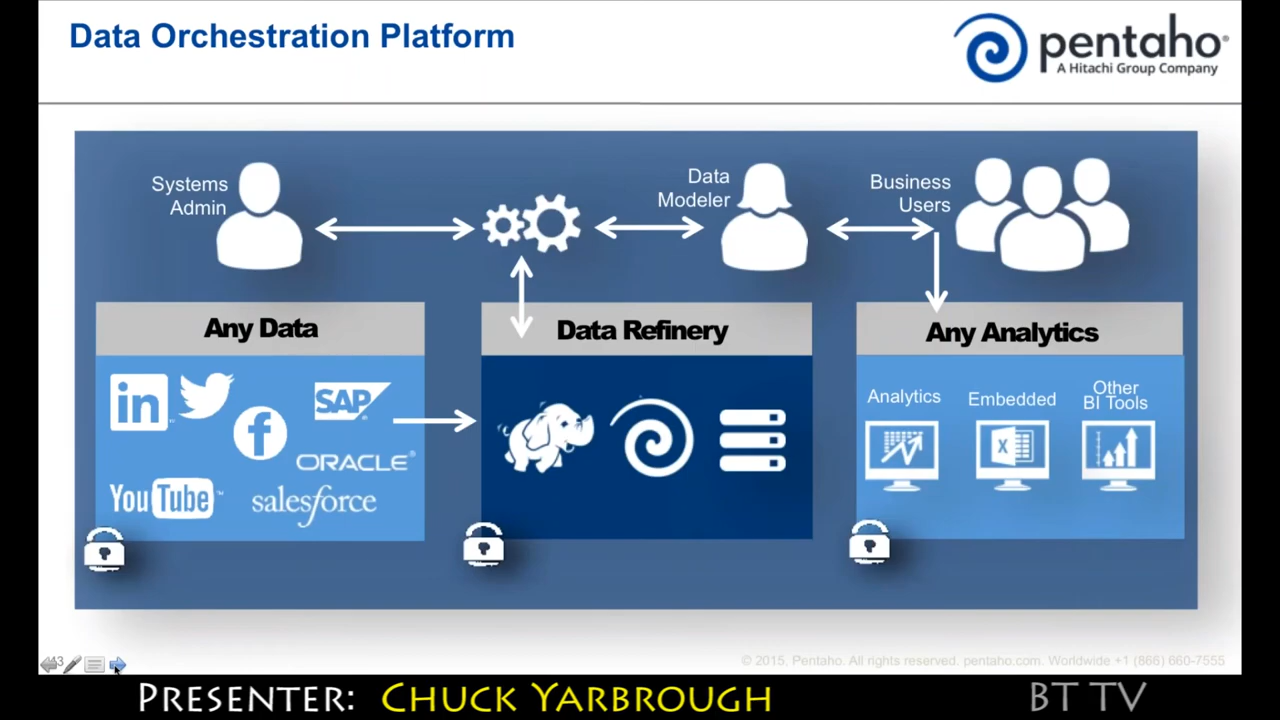 Data Orchestration Platform
pentaho®
A Hitachi Group Company
Systems
Admin
Data
Modeler
Business
Users
Any Data
Data Refinery
Any Analytics
in
f
SAP
ORACLE®
YouTube™
salesforce
Analytics
Embedded
Other
BI Tools
X
43
© 2015, Pentaho. All rights reserved. pentaho.com. Worldwide +1 (866) 660-7555
PRESENTER: CHUCK YARBROUGH
BT TV